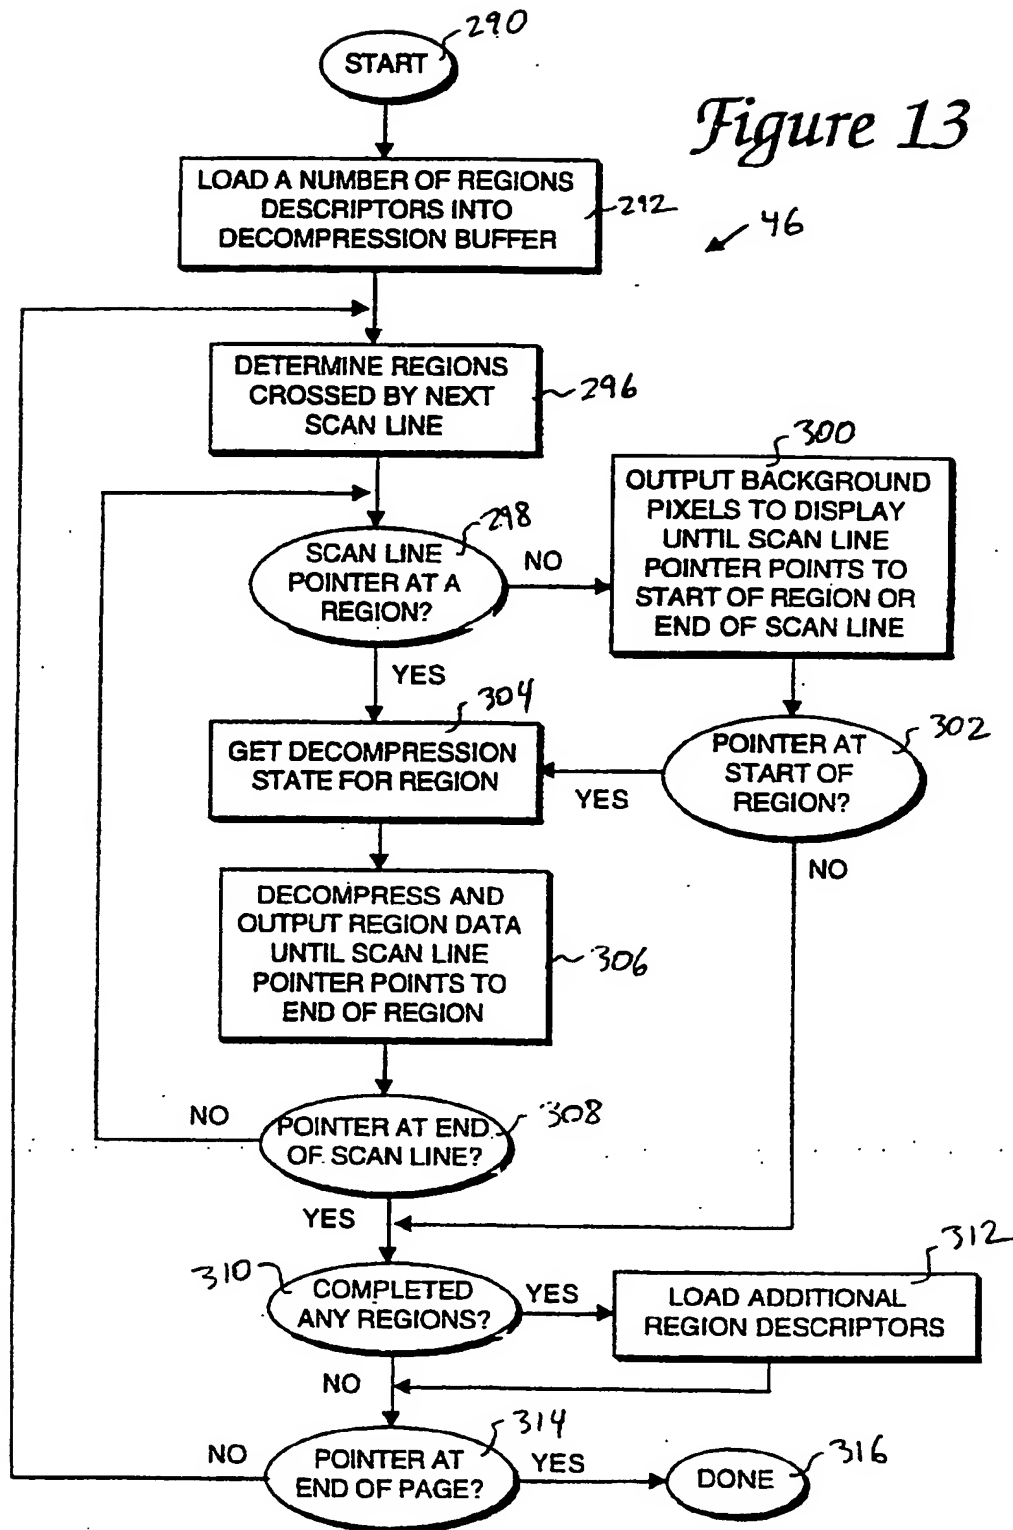 290
START
Figure 13
LOAD A NUMBER OF REGIONS
DESCRIPTORS INTO
DECOMPRESSION BUFFER
292
46
DETERMINE REGIONS
CROSSED BY NEXT
SCAN LINE
296
300
OUTPUT BACKGROUND
PIXELS TO DISPLAY
UNTIL SCAN LINE
POINTER POINTS TO
START OF REGION OR
END OF SCAN LINE
298
SCAN LINE
POINTER AT A
REGION?
NO
YES
304
GET DECOMPRESSION
STATE FOR REGION
302
POINTER AT
START OF
REGION?
YES
NO
DECOMPRESS AND
OUTPUT REGION DATA
UNTIL SCAN LINE
POINTER POINTS TO
END OF REGION
306
NO
POINTER AT END
OF SCAN LINE?
308
YES
310
COMPLETED
ANY REGIONS?
YES
312
LOAD ADDITIONAL
REGION DESCRIPTORS
NO
314
NO
POINTER AT
END OF PAGE?
YES
DONE
316